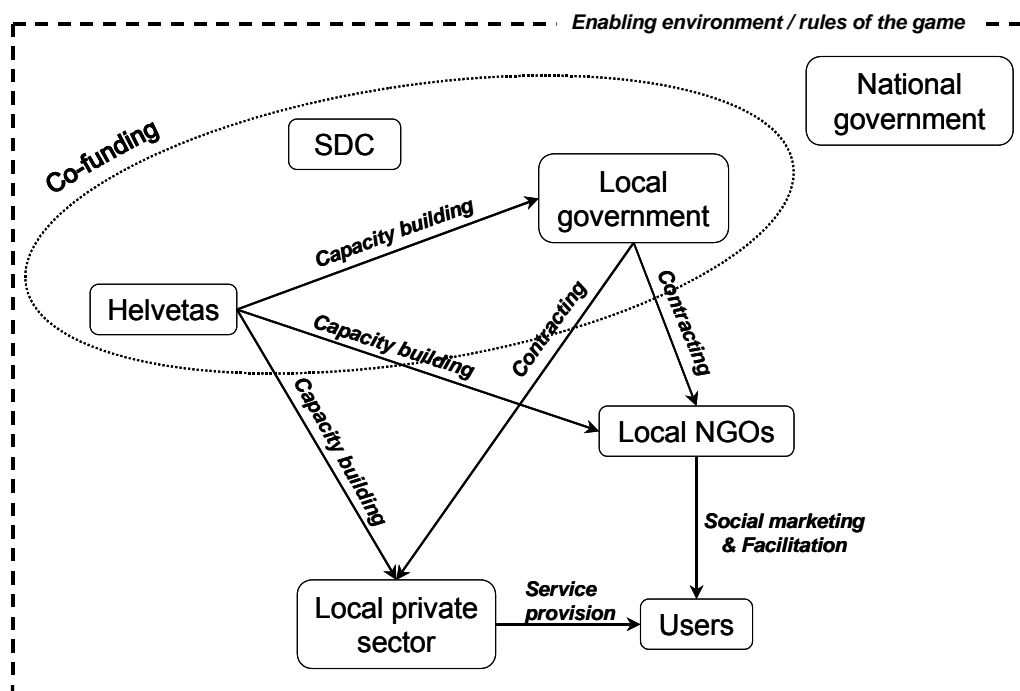 Enabling environment / rules of the game
National
government
Co-funding
SDC
Local
government
Capacity building
Helvetas
Capacity building
Contracting
Contracting
Capacity building
Local NGOs
Social marketing
& Facilitation
Local private
sector
Service
provision
Users